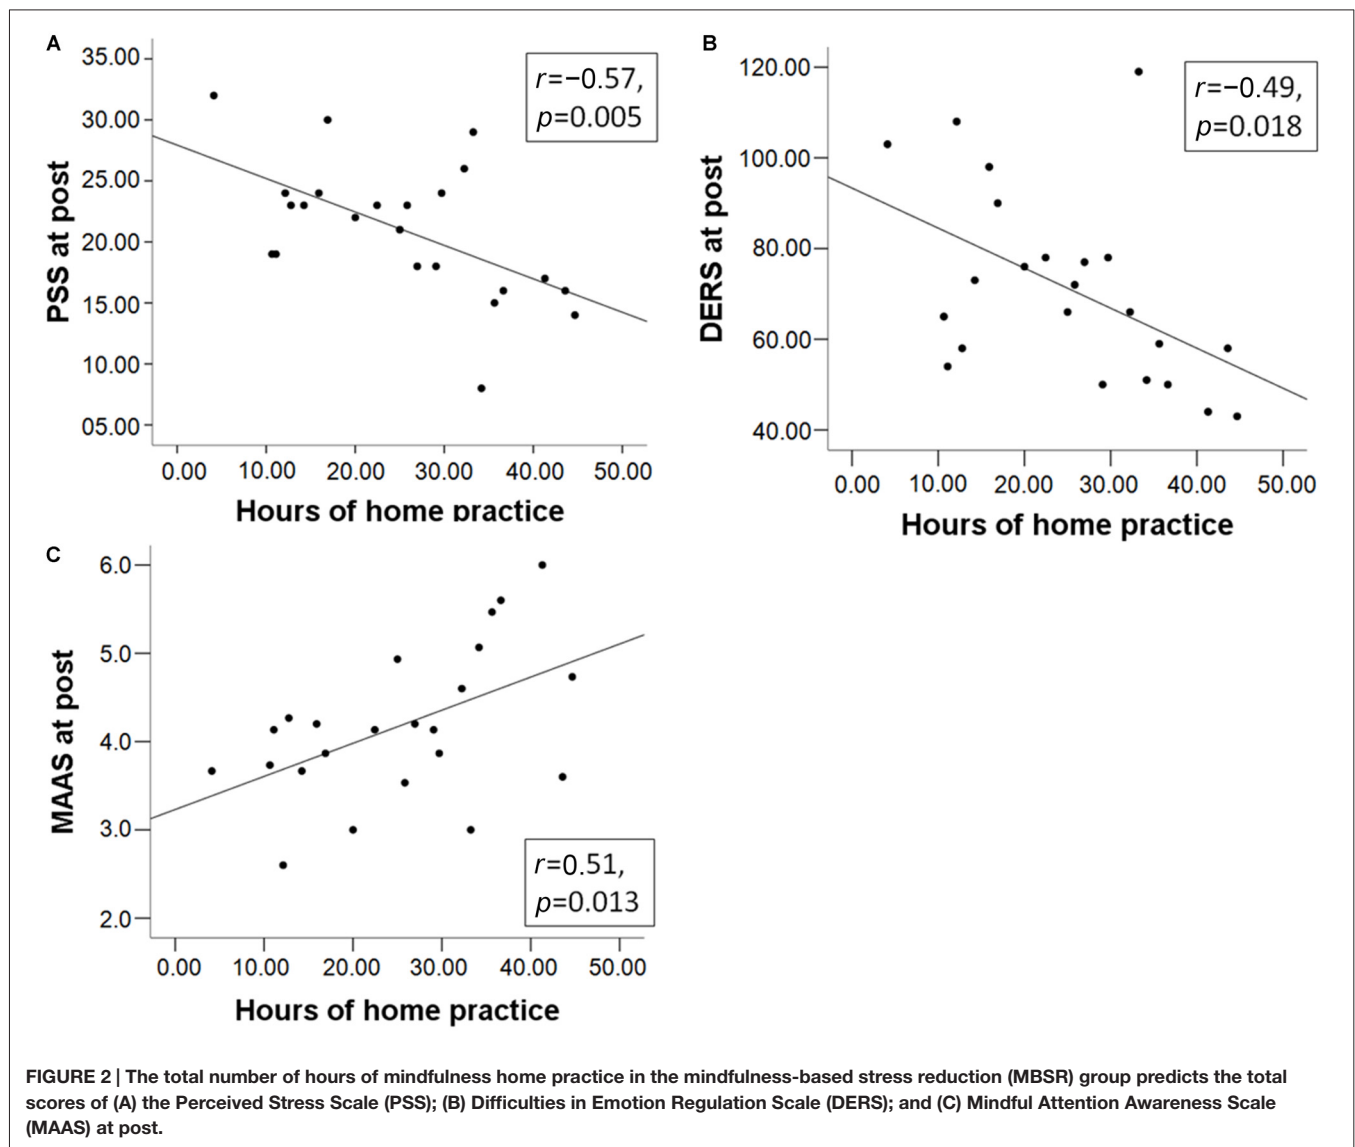 A
35.00
30.00
25.00
20.00
15.00
10.00
05.00
PSS at post
r=−0.57,
p=0.005
0.00 10.00 20.00 30.00 40.00 50.00
Hours of home practice
B
120.00
100.00
80.00
60.00
40.00
DERS at post
r=−0.49,
p=0.018
0.00 10.00 20.00 30.00 40.00 50.00
Hours of home practice
C
6.0
5.0
4.0
3.0
2.0
MAAS at post
r=0.51,
p=0.013
0.00 10.00 20.00 30.00 40.00 50.00
Hours of home practice
FIGURE 2 | The total number of hours of mindfulness home practice in the mindfulness-based stress reduction (MBSR) group predicts the total
scores of (A) the Perceived Stress Scale (PSS); (B) Difficulties in Emotion Regulation Scale (DERS); and (C) Mindful Attention Awareness Scale
(MAAS) at post.